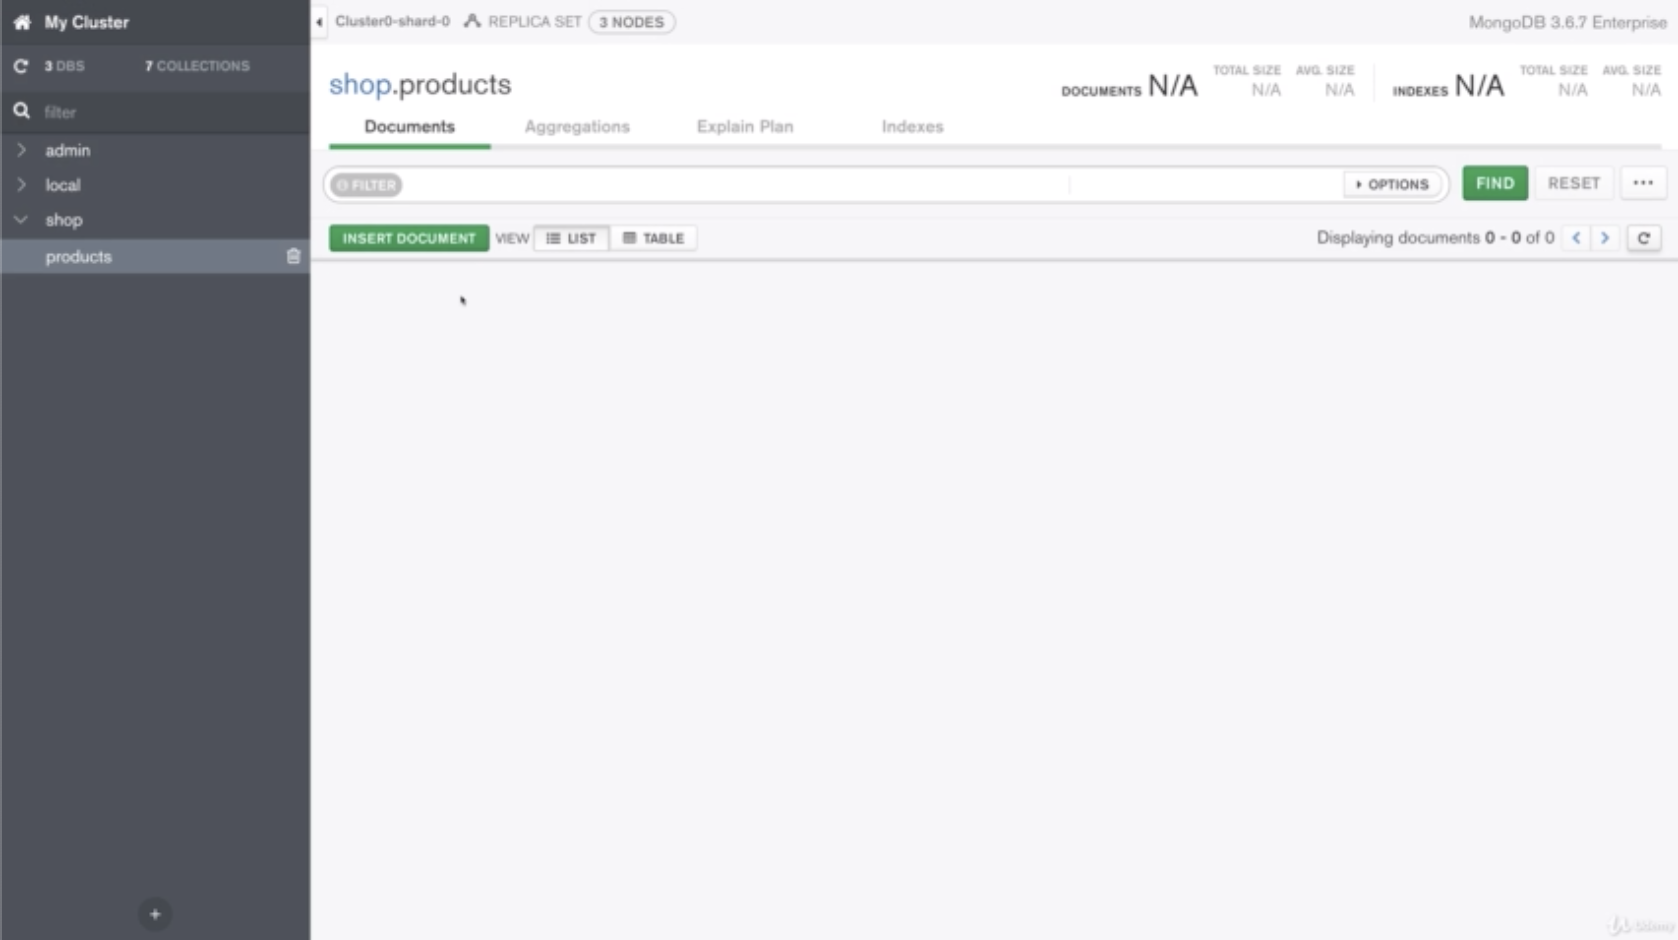 My Cluster
Cluster0-shard-0 REPLICA SET 3 NODES
MongoDB 3.6.7 Enterprise
3 DBS 7 COLLECTIONS
filter
admin
local
shop
products
shop.products
DOCUMENTS N/A
TOTAL SIZE AVG. SIZE
N/A N/A
INDEXES N/A
TOTAL SIZE AVG. SIZE
N/A N/A
Documents Aggregations Explain Plan Indexes
FILTER
OPTIONS
FIND RESET ...
INSERT DOCUMENT VIEW LIST TABLE
Displaying documents 0 - 0 of 0
+
Udemy